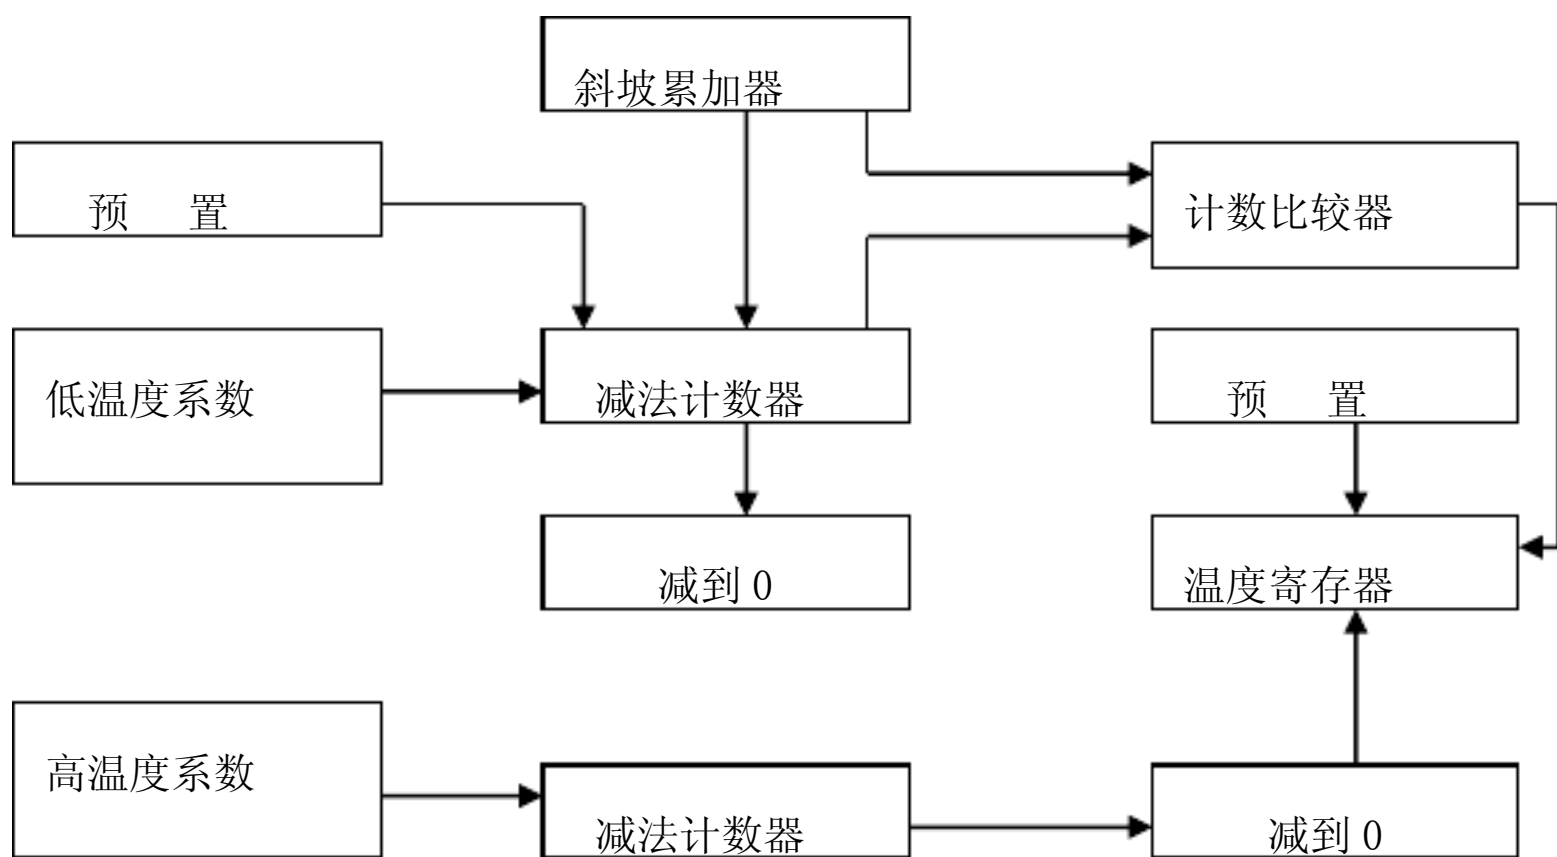 斜坡累加器
预 置
计数比较器
低温度系数
减法计数器
预 置
减到0
温度寄存器
高温度系数
减法计数器
减到0